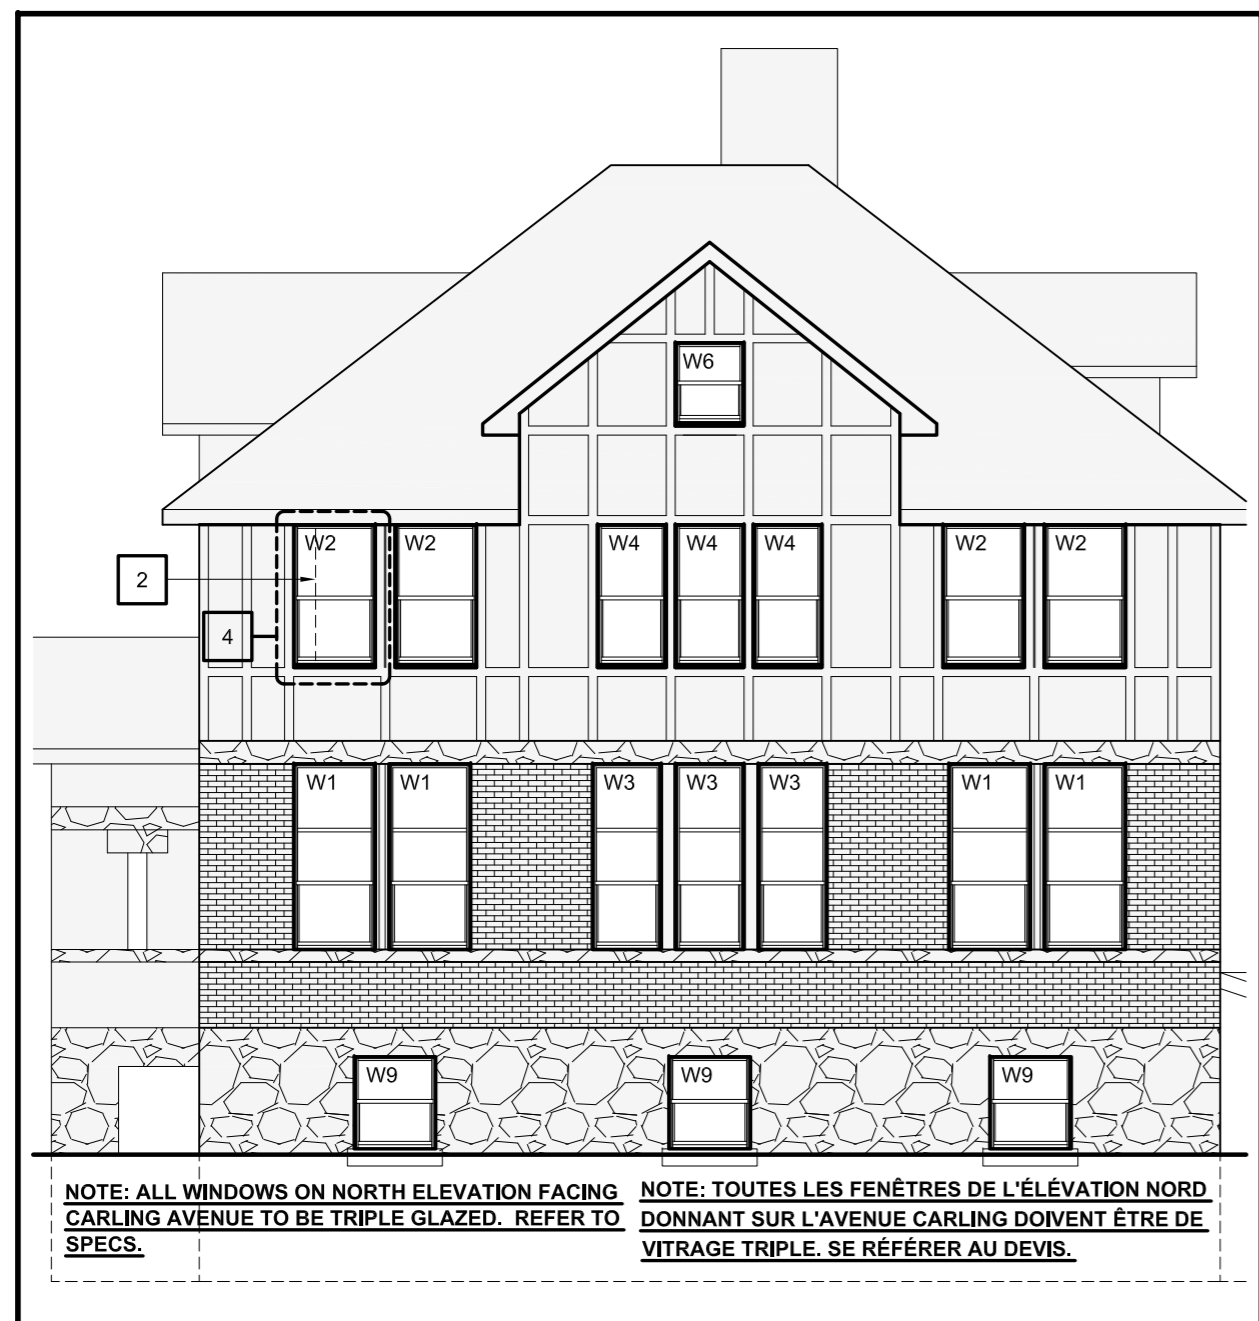 W6
W2
W2
W4
W4
W4
W2
W2
2
4
W1
W1
W3
W3
W3
W1
W1
W9
W9
W9
NOTE: ALL WINDOWS ON NORTH ELEVATION FACING
CARLING AVENUE TO BE TRIPLE GLAZED. REFER TO
SPECS.
NOTE: TOUTES LES FENÊTRES DE L'ÉLÉVATION NORD
DONNANT SUR L'AVENUE CARLING DOIVENT ÊTRE DE
VITRAGE TRIPLE. SE RÉFÉRER AU DEVIS.